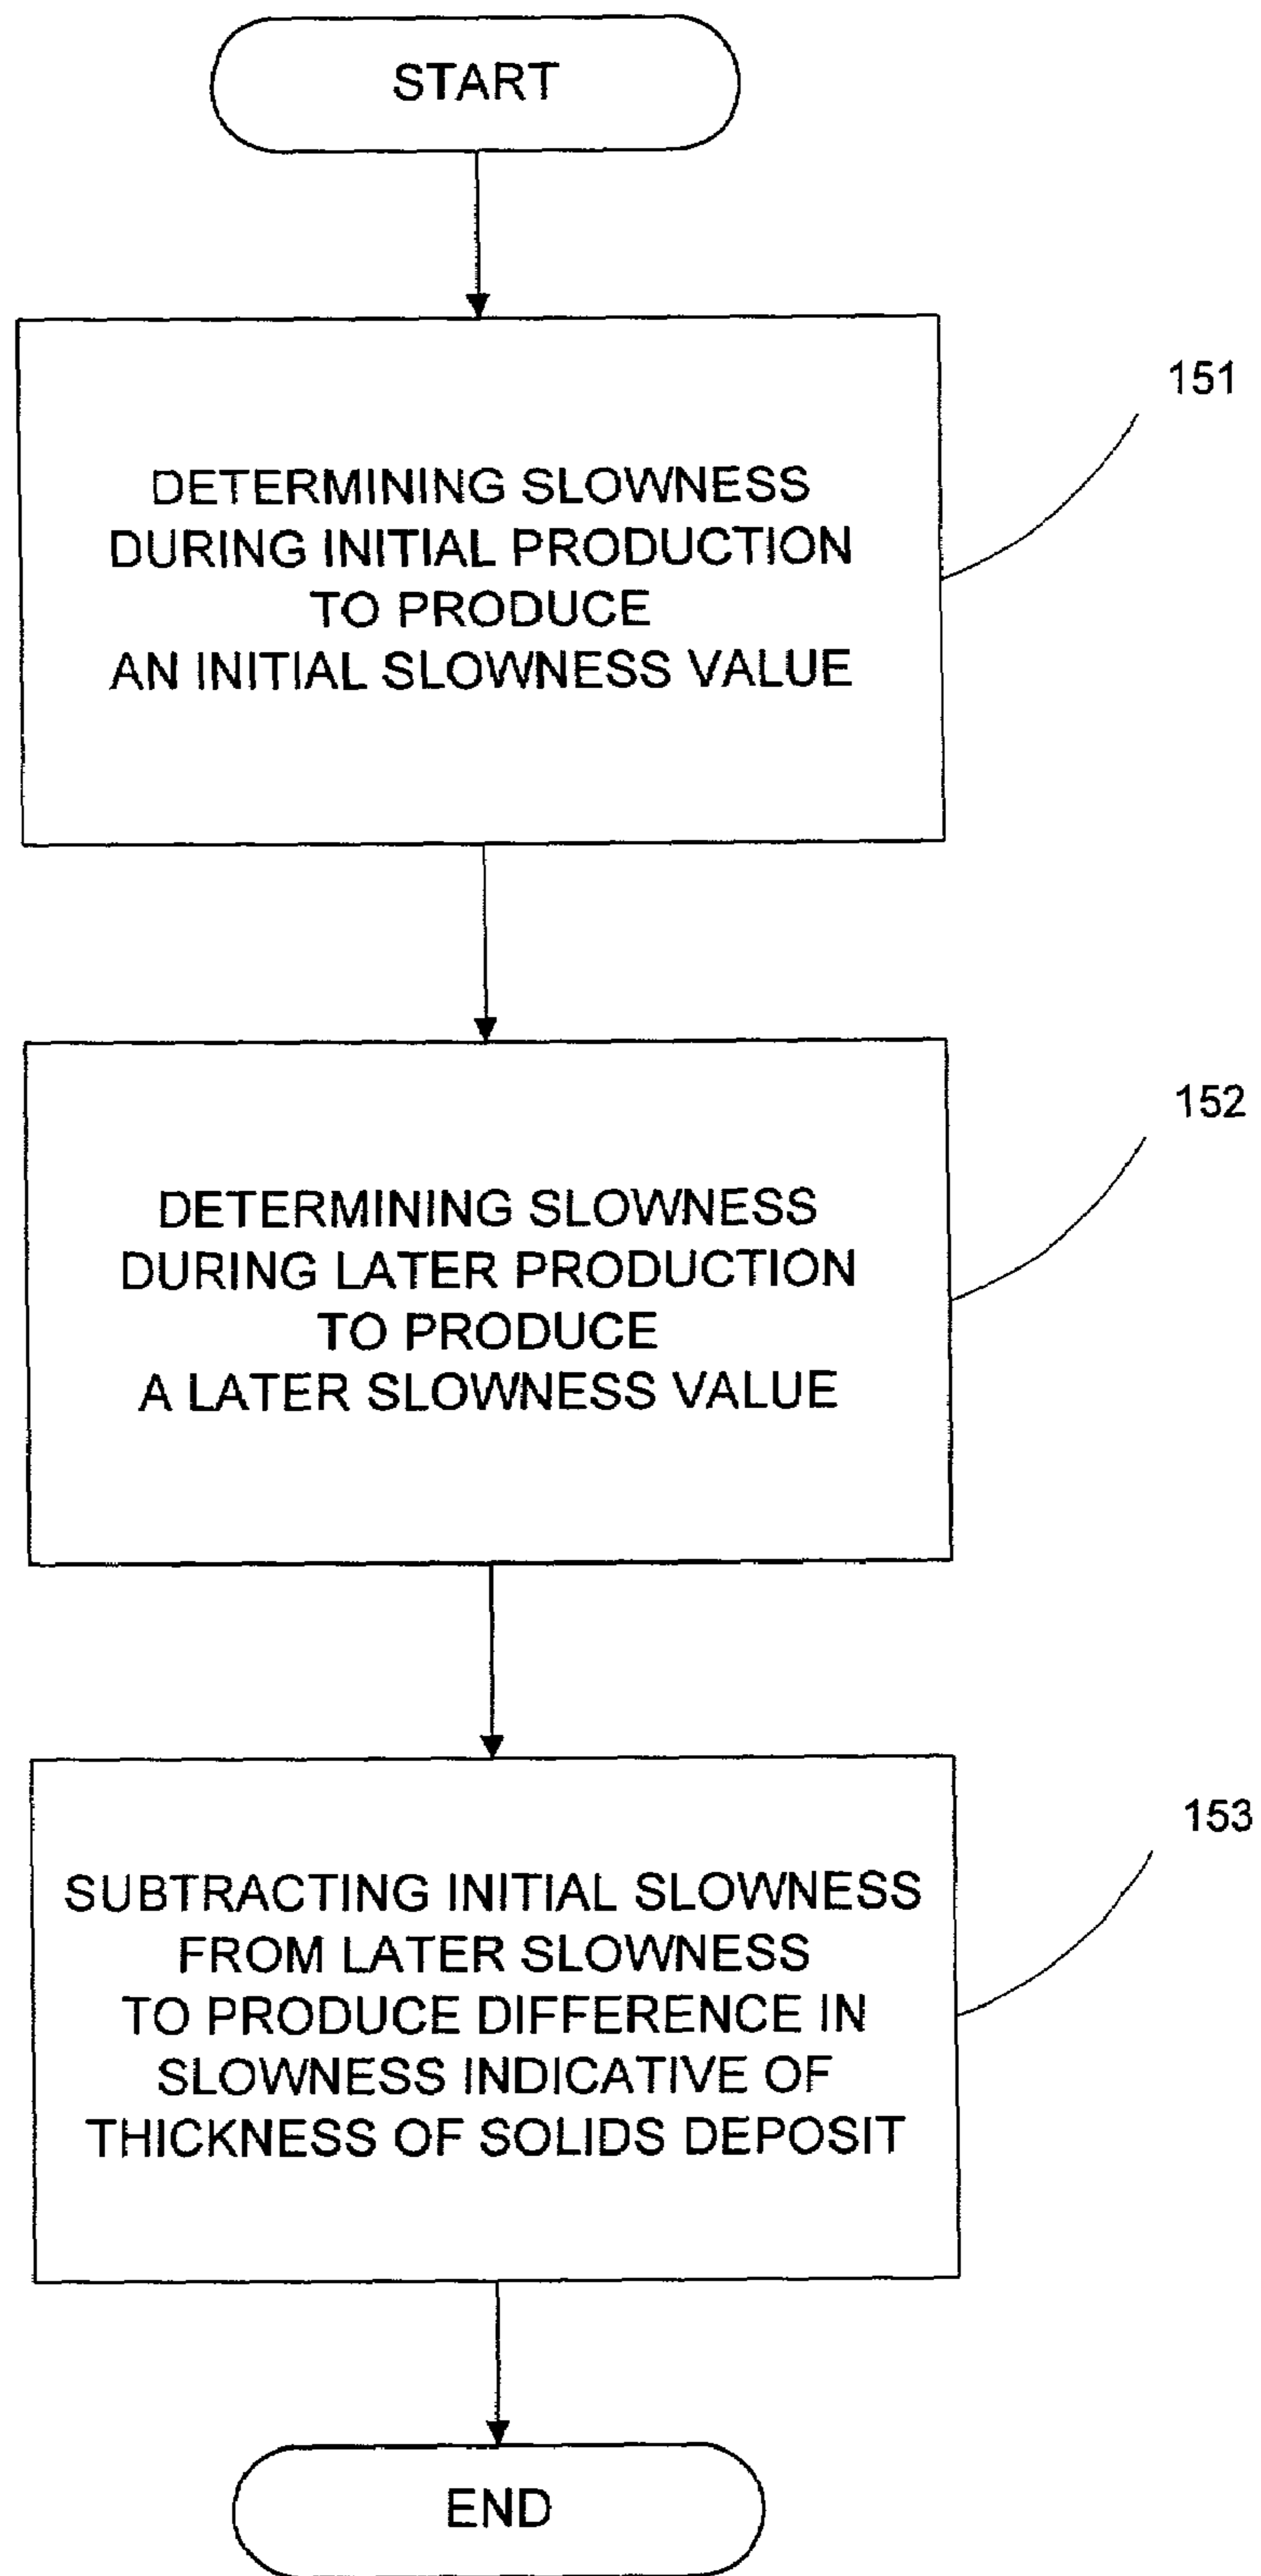 START
151
DETERMINING SLOWNESS
DURING INITIAL PRODUCTION
TO PRODUCE
AN INITIAL SLOWNESS VALUE
152
DETERMINING SLOWNESS
DURING LATER PRODUCTION
TO PRODUCE
A LATER SLOWNESS VALUE
153
SUBTRACTING INITIAL SLOWNESS
FROM LATER SLOWNESS
TO PRODUCE DIFFERENCE IN
SLOWNESS INDICATIVE OF
THICKNESS OF SOLIDS DEPOSIT
END